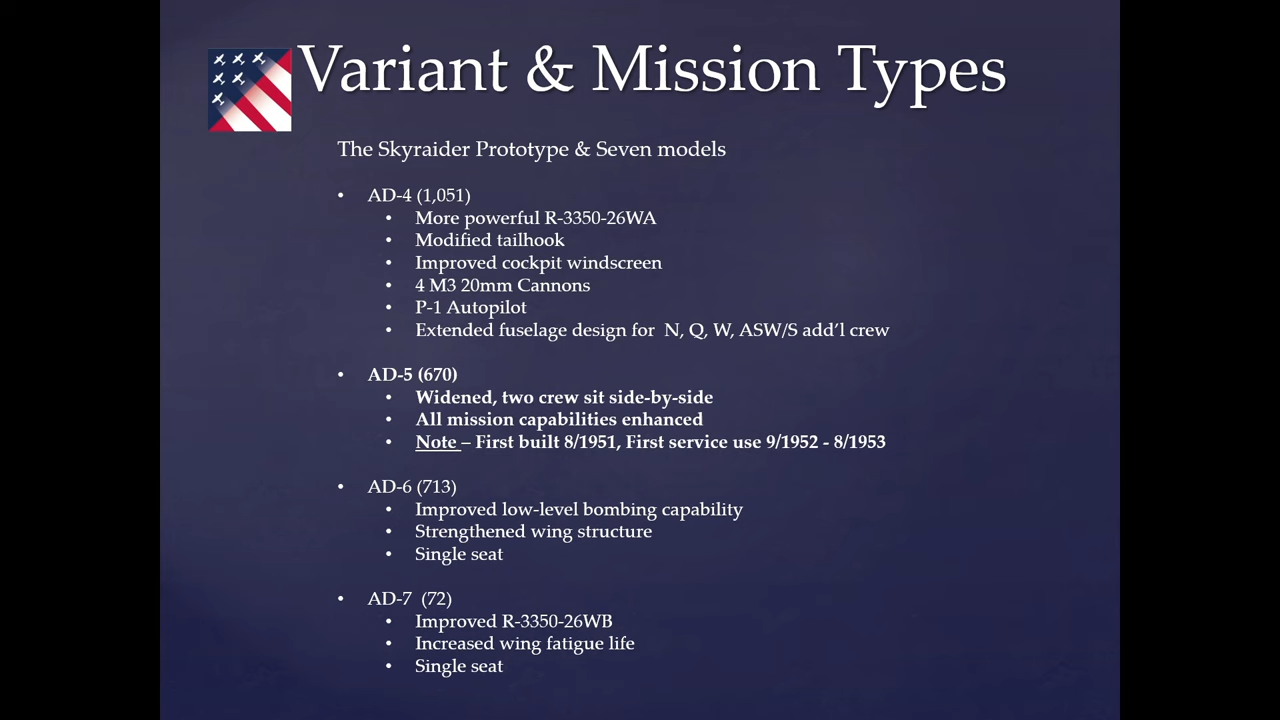 Variant & Mission Types
The Skyraider Prototype & Seven models
• AD-4 (1,051)
• More powerful R-3350-26WA
• Modified tailhook
• Improved cockpit windscreen
• 4 M3 20mm Cannons
• P-1 Autopilot
• Extended fuselage design for N, Q, W, ASW/S add’l crew
• AD-5 (670)
• Widened, two crew sit side-by-side
• All mission capabilities enhanced
• Note – First built 8/1951, First service use 9/1952 - 8/1953
• AD-6 (713)
• Improved low-level bombing capability
• Strengthened wing structure
• Single seat
• AD-7 (72)
• Improved R-3350-26WB
• Increased wing fatigue life
• Single seat